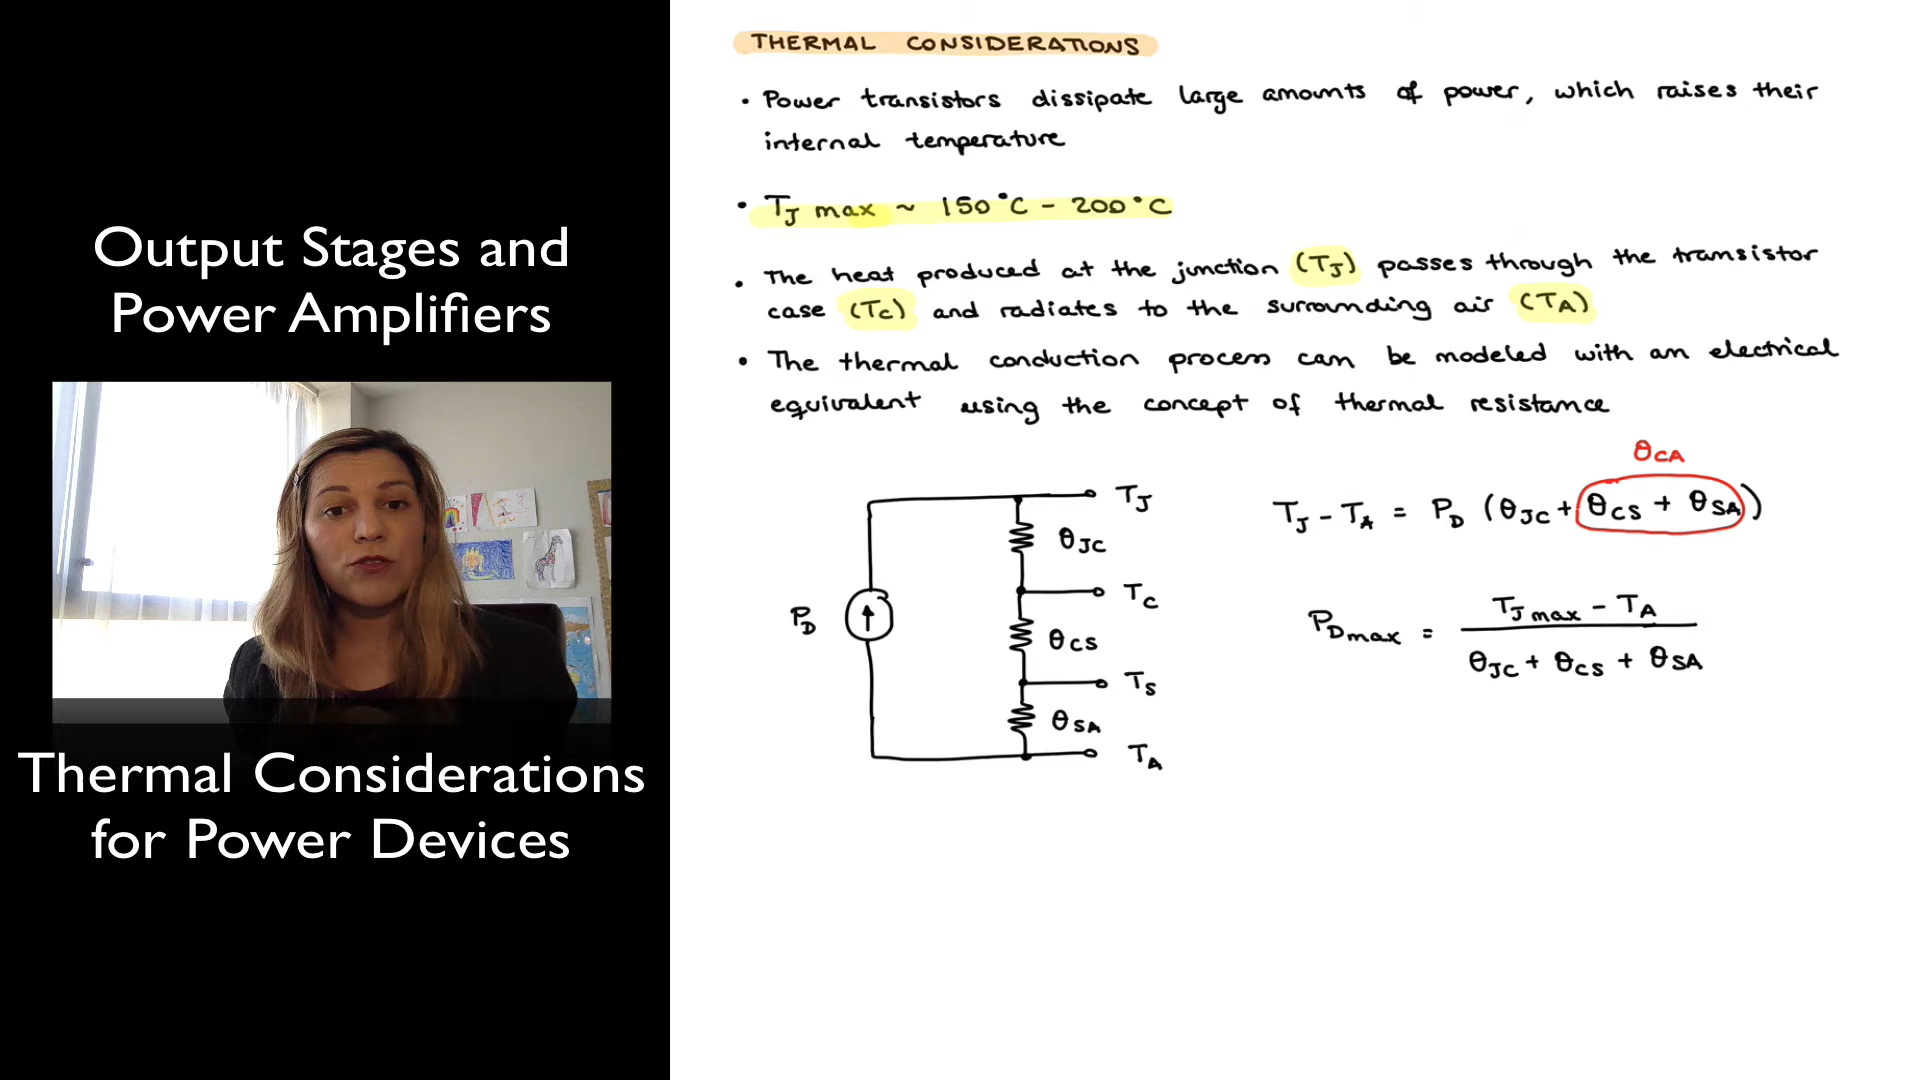 Output Stages and
Power Amplifiers
Thermal Considerations
for Power Devices
THERMAL CONSIDERATIONS
• Power transistors dissipate large amounts of power, which raises their
internal temperature
• TJ max ~ 150°C - 200°C
• The heat produced at the junction (TJ) passes through the transistor
case (TC) and radiates to the surrounding air (TA)
• The thermal conduction process can be modeled with an electrical
equivalent using the concept of thermal resistance
PD
TJ
θJC
TC
θCS
TS
θSA
TA
θCA
TJ - TA = PD (θJC + θCS + θSA)
PDmax = TJmax - TA
θJC + θCS + θSA